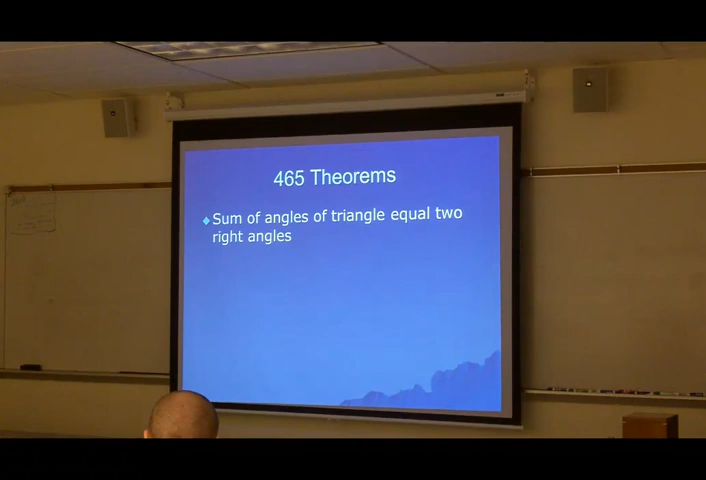 465 Theorems
Sum of angles of triangle equal two
right angles